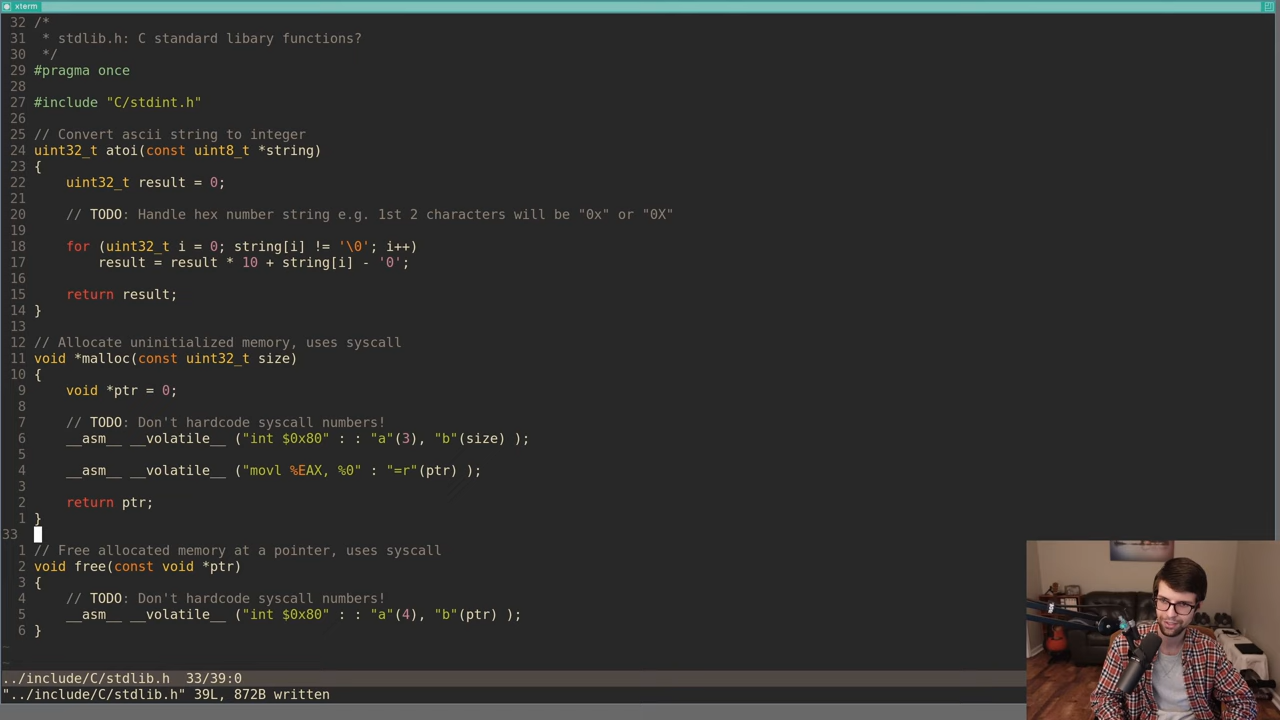 xterm
32 /*
31  * stdlib.h: C standard libary functions?
30  */
29 #pragma once
28
27 #include "C/stdint.h"
26
25 // Convert ascii string to integer
24 uint32_t atoi(const uint8_t *string)
23 {
22     uint32_t result = 0;
21
20     // TODO: Handle hex number string e.g. 1st 2 characters will be "0x" or "0X"
19
18     for (uint32_t i = 0; string[i] != '\0'; i++)
17         result = result * 10 + string[i] - '0';
16
15     return result;
14 }
13
12 // Allocate uninitialized memory, uses syscall
11 void *malloc(const uint32_t size)
10 {
9     void *ptr = 0;
8
7     // TODO: Don't hardcode syscall numbers!
6     __asm__ __volatile__ ("int $0x80" : : "a"(3), "b"(size) );
5
4     __asm__ __volatile__ ("movl %EAX, %0" : "=r"(ptr) );
3
2     return ptr;
1 }
33
1 // Free allocated memory at a pointer, uses syscall
2 void free(const void *ptr)
3 {
4     // TODO: Don't hardcode syscall numbers!
5     __asm__ __volatile__ ("int $0x80" : : "a"(4), "b"(ptr) );
6 }
~
~
../include/C/stdlib.h  33/39:0
"../include/C/stdlib.h" 39L, 872B written